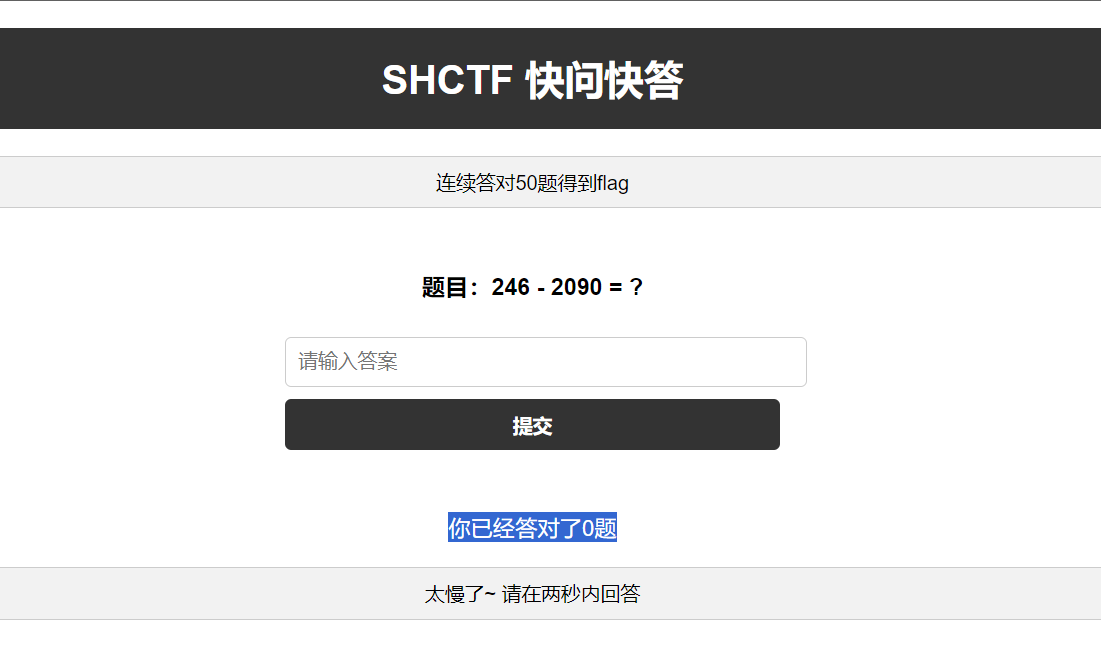 SHCTF 快问快答
连续答对50题得到flag
题目：246 - 2090 = ?
请输入答案
提交
你已经答对了0题
太慢了~ 请在两秒内回答